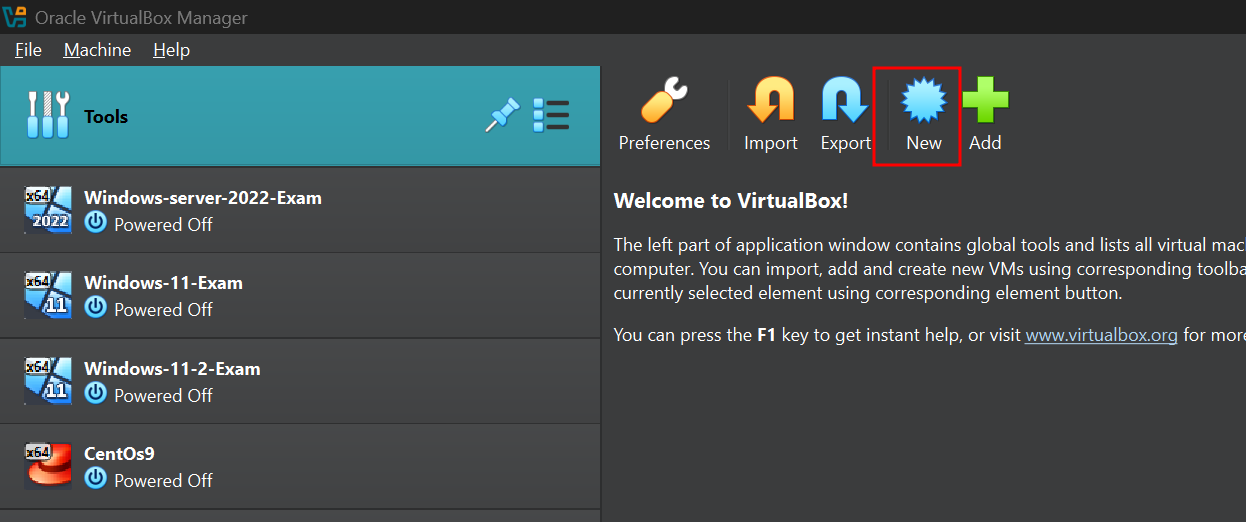 Oracle VirtualBox Manager
File Machine Help
Tools
Preferences Import Export New Add
x64 2022 Windows-server-2022-Exam
Powered Off
x64 11 Windows-11-Exam
Powered Off
x64 11 Windows-11-2-Exam
Powered Off
x64 CentOs9
Powered Off
Welcome to VirtualBox!
The left part of application window contains global tools and lists all virtual mac
computer. You can import, add and create new VMs using corresponding toolba
currently selected element using corresponding element button.
You can press the F1 key to get instant help, or visit www.virtualbox.org for more